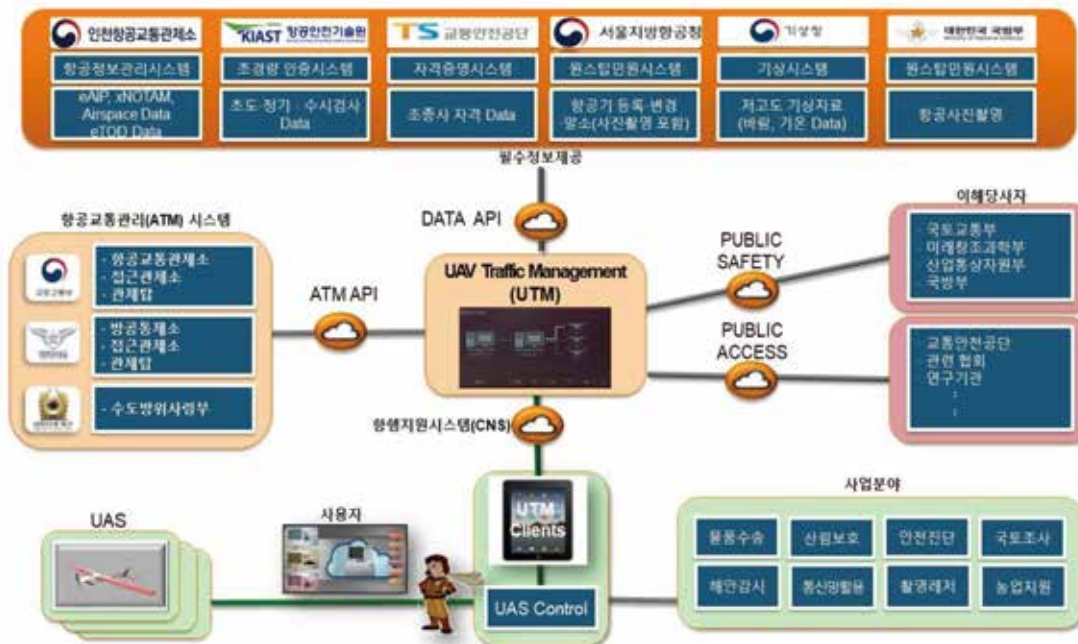 인천항공교통관제소
KIAST 항공안전기술원
TS 교통안전공단
서울지방항공청
기상청
대한민국 국방부
항공정보관리시스템
초경량 인증시스템
자격증명시스템
원스탑민원시스템
기상시스템
원스탑민원시스템
eAIP, xNOTAM,
Airspace Data
eTOD Data
초도·정기·수시검사
Data
조종사 자격 Data
항공기 등록·변경
·말소(사진촬영 포함)
저고도 기상자료
(바람, 기온 Data)
항공사진촬영
필수정보제공
DATA API
항공교통관리(ATM) 시스템
국토교통부
- 항공교통관제소
- 접근관제소
- 관제탑
- 방공통제소
- 접근관제소
- 관제탑
- 수도방위사령부
ATM API
UAV Traffic Management
(UTM)
PUBLIC
SAFETY
PUBLIC
ACCESS
이해당사자
국토교통부
미래창조과학부
산업통상자원부
국방부
교통안전공단
관련 협회
연구기관
:
:
항행지원시스템(CNS)
UAS
사용자
UTM
Clients
UAS Control
사업분야
물품수송
산림보호
안전진단
국토조사
해안감시
통신망활용
촬영레저
농업지원